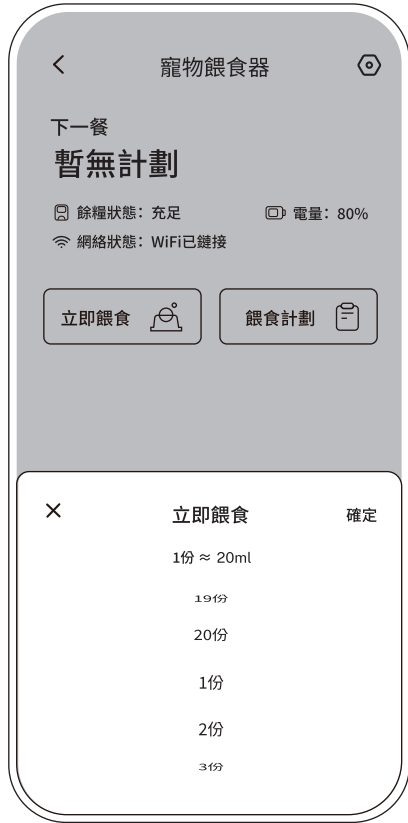 寵物餵食器
下一餐
暫無計劃
餘糧狀態：充足
電量：80%
網絡狀態：WiFi已鏈接
立即餵食
餵食計劃
立即餵食
確定
1份 ≈ 20ml
19份
20份
1份
2份
3份